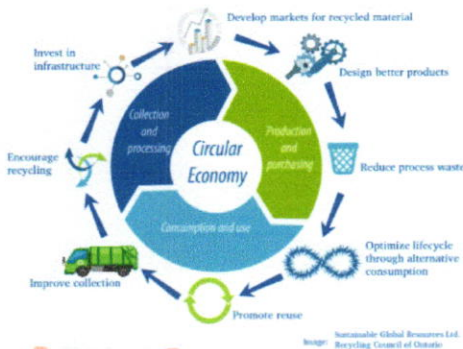 Develop markets for recycled material
Invest in
infrastructure
Design better products
Collection
and
processing
Production
and
purchasing
Circular
Economy
Encourage
recycling
Reduce process waste
Consumption and use
Optimize lifecycle
through alternative
consumption
Improve collection
Promote reuse
Image:
Sustainable Global Resources Ltd.
Recycling Council of Ontario